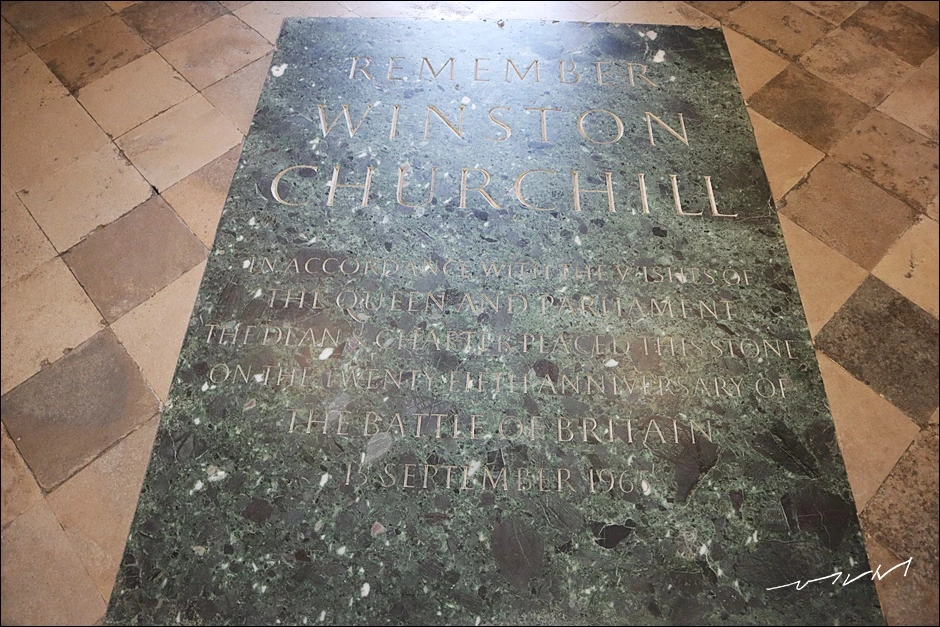 REMEMBER
WINSTON
CHURCHILL
IN ACCORDANCE WITH THE WISHES OF
THE QUEEN AND PARLIAMENT
THE DEAN & CHAPTER PLACED THIS STONE
ON THE TWENTY FIFTH ANNIVERSARY OF
THE BATTLE OF BRITAIN
15 SEPTEMBER 1965